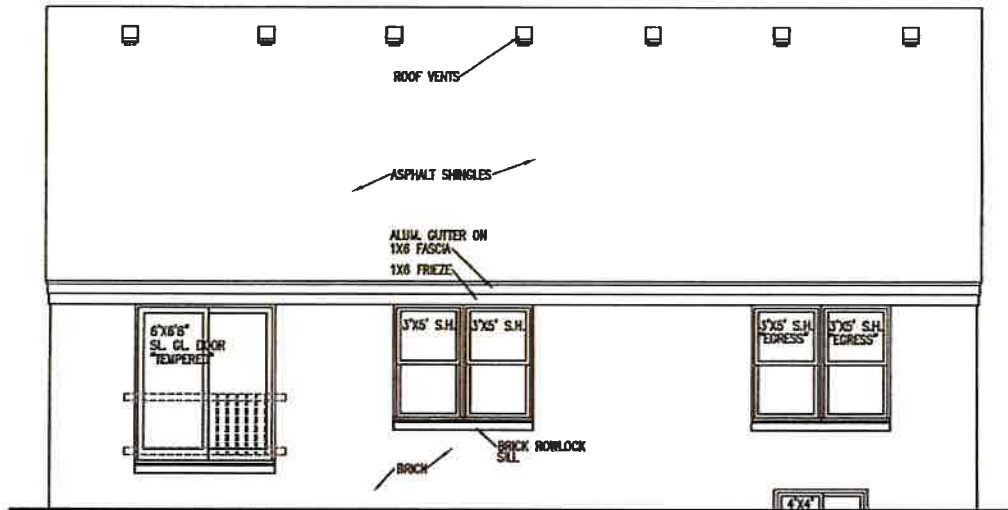 ROOF VENTS
ASPHALT SHINGLES
ALUM. GUTTER ON
1X6 FASCIA
1X6 FRIEZE
6'X6'8"
SL. GL. DOOR
"TEMPERED"
3'X5' S.H. 3'X5' S.H.
3'X5' S.H. 3'X5' S.H.
"EGRESS" "EGRESS"
BRICK ROWLOCK
SILL
BRICK
4'X4'